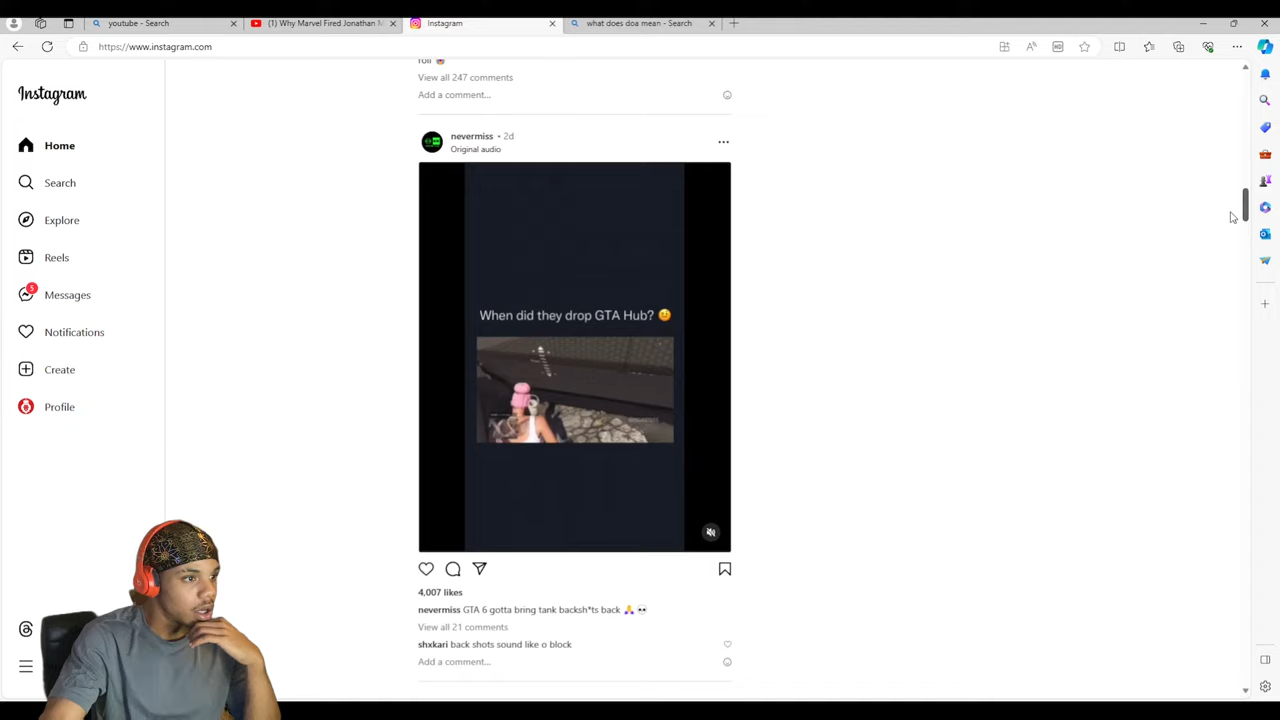 youtube - Search
(1) Why Marvel Fired Jonathan M
Instagram
what does doa mean - Search
https://www.instagram.com
Instagram
Home
Search
Explore
Reels
5
Messages
Notifications
Create
Profile
roll
View all 247 comments
Add a comment...
nevermiss • 2d
Original audio
When did they drop GTA Hub? 😐
4,007 likes
nevermiss GTA 6 gotta bring tank backsh*ts back 🙏 💀
View all 21 comments
shxkari back shots sound like o block
Add a comment...